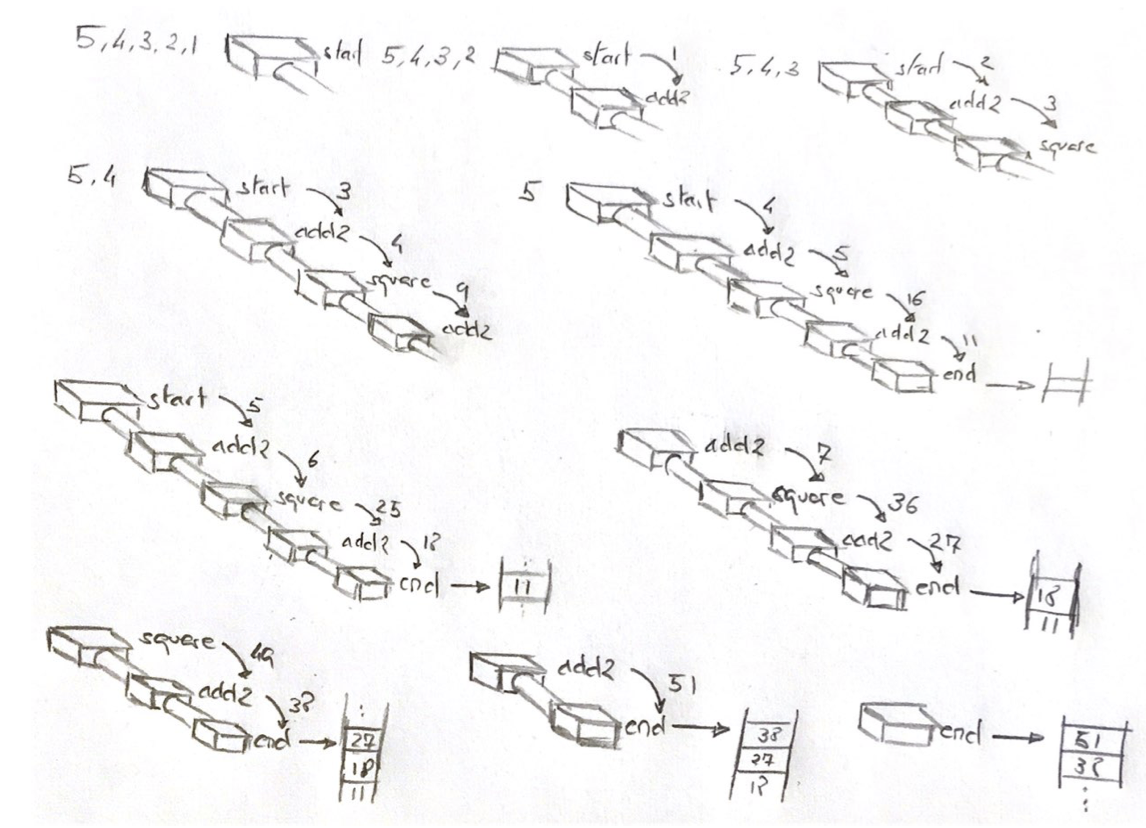 5,4,3,2,1 start
5,4,3,2 start 1
add2
5,4,3 start 2
add2 3
square
5,4 start 3
add2 4
square 9
add2
5 start 4
add2 5
square 16
add2 11
end
start 5
add2 6
square 25
add2 18
end 11
add2 7
square 36
add2 27
end 18
11
square 49
add2 38
end 27
18
11
add2 51
end 38
27
18
end 51
38